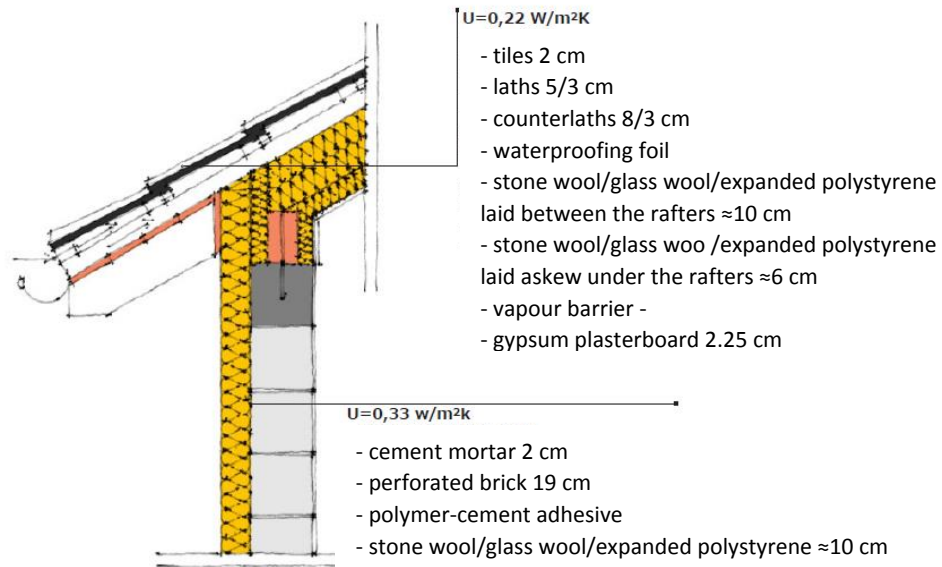 U=0,22 W/m²K
- tiles 2 cm
- laths 5/3 cm
- counterlaths 8/3 cm
- waterproofing foil
- stone wool/glass wool/expanded polystyrene
laid between the rafters ≈10 cm
- stone wool/glass woo /expanded polystyrene
laid askew under the rafters ≈6 cm
- vapour barrier -
- gypsum plasterboard 2.25 cm
U=0,33 w/m²k
- cement mortar 2 cm
- perforated brick 19 cm
- polymer-cement adhesive
- stone wool/glass wool/expanded polystyrene ≈10 cm